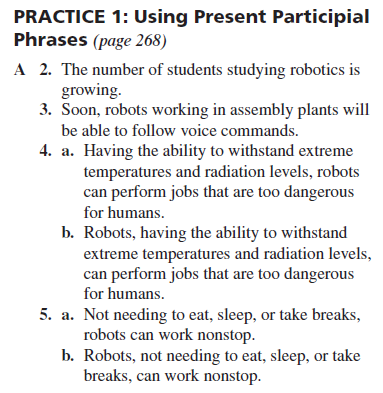 PRACTICE 1: Using Present Participial
Phrases (page 268)
A 2. The number of students studying robotics is
growing.
3. Soon, robots working in assembly plants will
be able to follow voice commands.
4. a. Having the ability to withstand extreme
temperatures and radiation levels, robots
can perform jobs that are too dangerous
for humans.
b. Robots, having the ability to withstand
extreme temperatures and radiation levels,
can perform jobs that are too dangerous
for humans.
5. a. Not needing to eat, sleep, or take breaks,
robots can work nonstop.
b. Robots, not needing to eat, sleep, or take
breaks, can work nonstop.